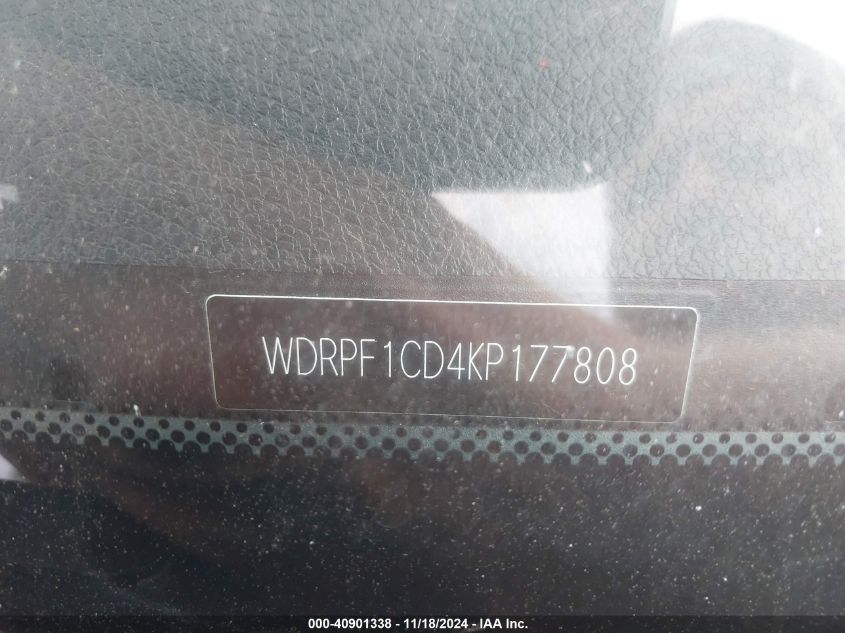 WDRPF1CD4KP177808
000-40901338 - 11/18/2024 - IAA Inc.